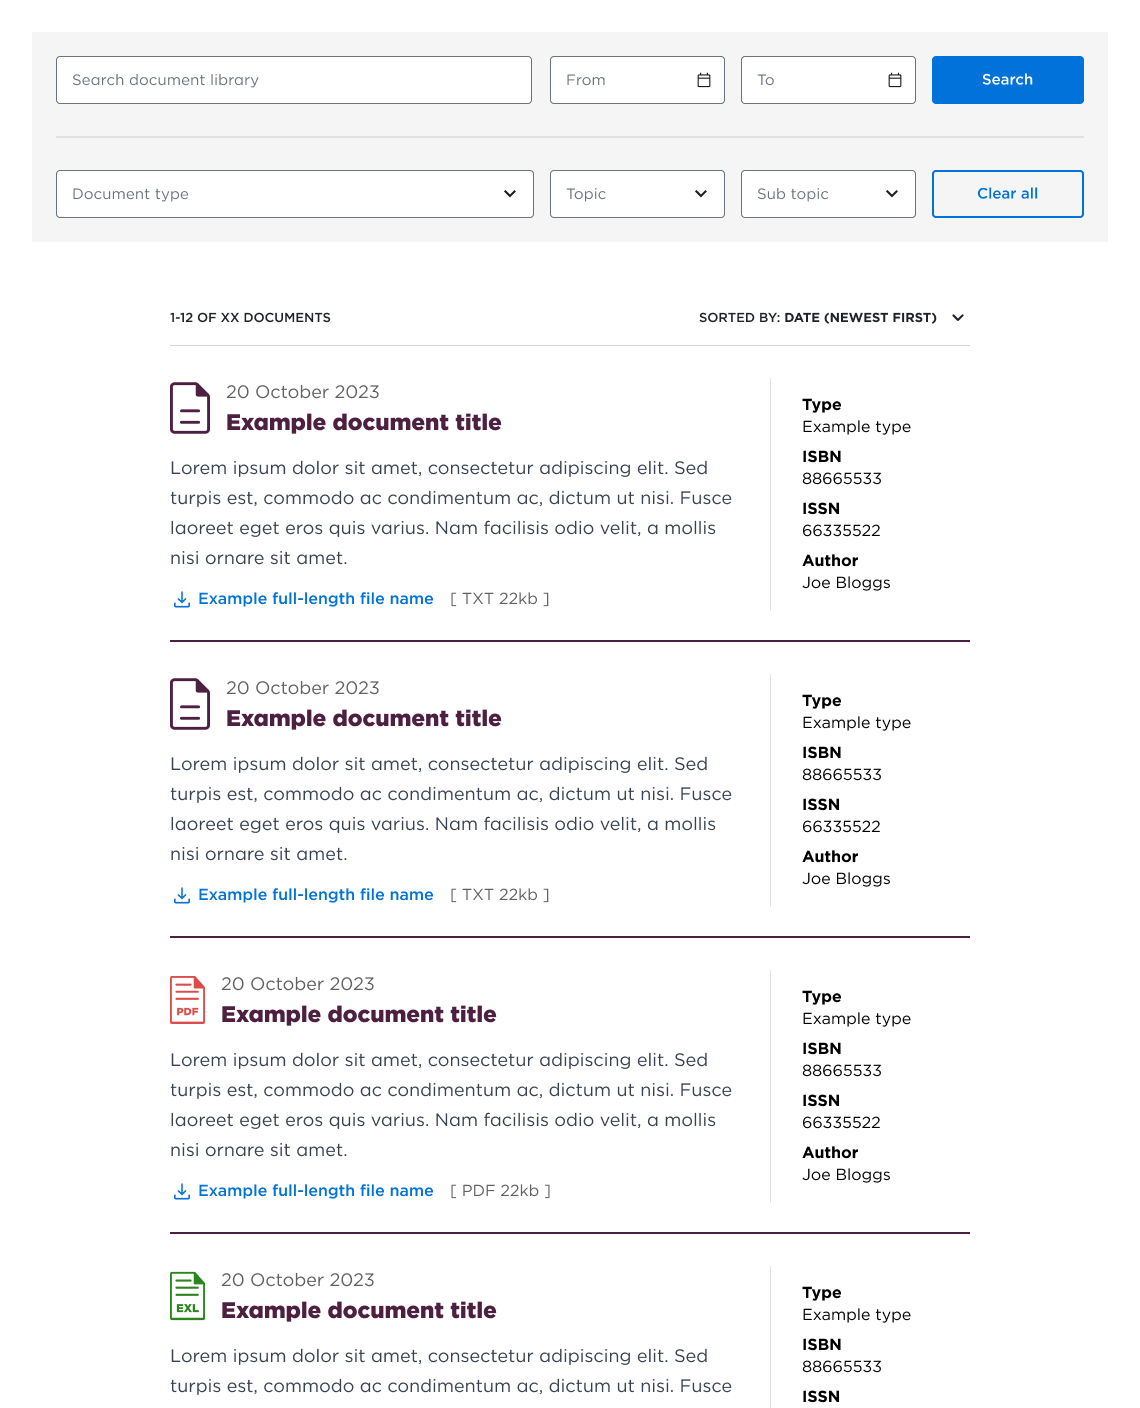 Search document library
From
To
Search
Document type
Topic
Sub topic
Clear all
1-12 OF XX DOCUMENTS
SORTED BY: DATE (NEWEST FIRST)
20 October 2023
Example document title
Lorem ipsum dolor sit amet, consectetur adipiscing elit. Sed
turpis est, commodo ac condimentum ac, dictum ut nisi. Fusce
laoreet eget eros quis varius. Nam facilisis odio velit, a mollis
nisi ornare sit amet.
Example full-length file name [ TXT 22kb ]
Type
Example type
ISBN
88665533
ISSN
66335522
Author
Joe Bloggs
20 October 2023
Example document title
Lorem ipsum dolor sit amet, consectetur adipiscing elit. Sed
turpis est, commodo ac condimentum ac, dictum ut nisi. Fusce
laoreet eget eros quis varius. Nam facilisis odio velit, a mollis
nisi ornare sit amet.
Example full-length file name [ TXT 22kb ]
Type
Example type
ISBN
88665533
ISSN
66335522
Author
Joe Bloggs
PDF
20 October 2023
Example document title
Lorem ipsum dolor sit amet, consectetur adipiscing elit. Sed
turpis est, commodo ac condimentum ac, dictum ut nisi. Fusce
laoreet eget eros quis varius. Nam facilisis odio velit, a mollis
nisi ornare sit amet.
Example full-length file name [ PDF 22kb ]
Type
Example type
ISBN
88665533
ISSN
66335522
Author
Joe Bloggs
EXL
20 October 2023
Example document title
Lorem ipsum dolor sit amet, consectetur adipiscing elit. Sed
turpis est, commodo ac condimentum ac, dictum ut nisi. Fusce
Type
Example type
ISBN
88665533
ISSN